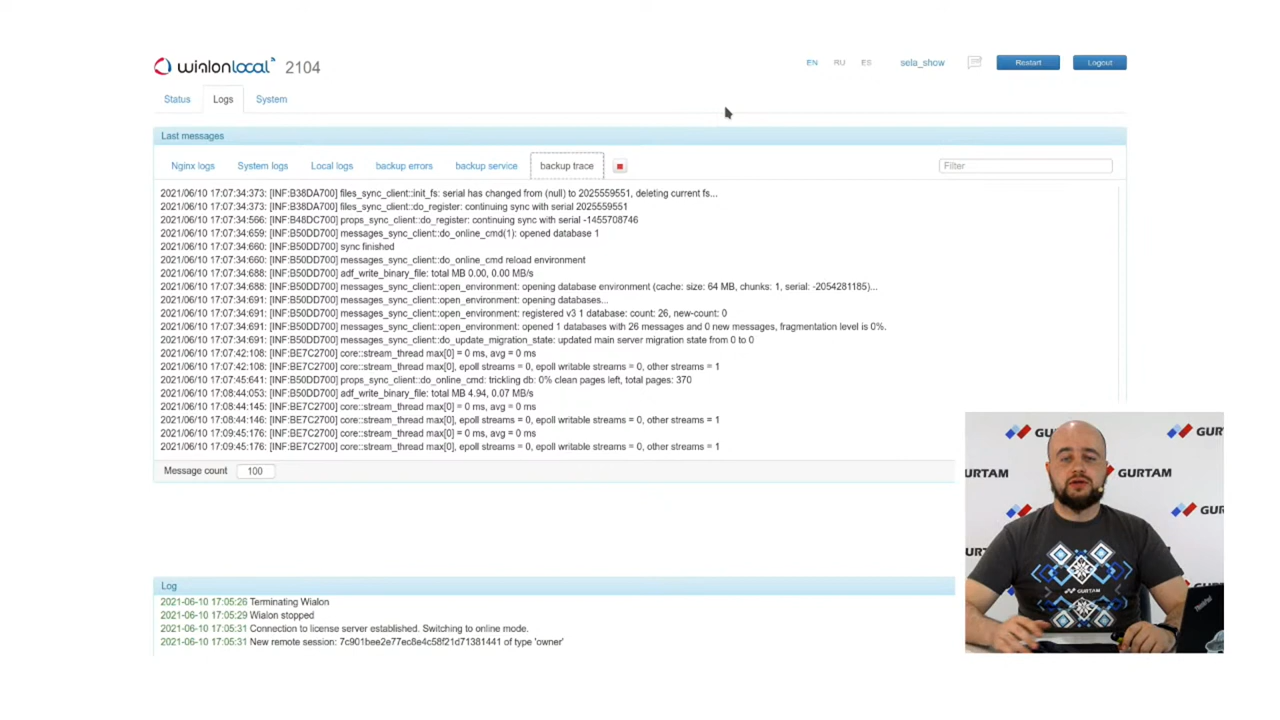 wialonlocal 2104
EN RU ES sela_show Restart Logout
Status Logs System
Last messages
Nginx logs System logs Local logs backup errors backup service backup trace Filter
2021/06/10 17:07:34:373: [INF:B38DA700] files_sync_client::init_fs: serial has changed from (null) to 2025559551, deleting current fs...
2021/06/10 17:07:34:373: [INF:B38DA700] files_sync_client::do_register: continuing sync with serial 2025559551
2021/06/10 17:07:34:566: [INF:B48DC700] props_sync_client::do_register: continuing sync with serial -1455708746
2021/06/10 17:07:34:659: [INF:B50DD700] messages_sync_client::do_online_cmd(1): opened database 1
2021/06/10 17:07:34:660: [INF:B50DD700] sync finished
2021/06/10 17:07:34:660: [INF:B50DD700] messages_sync_client::do_online_cmd reload environment
2021/06/10 17:07:34:688: [INF:B50DD700] adf_write_binary_file: total MB 0.00, 0.00 MB/s
2021/06/10 17:07:34:688: [INF:B50DD700] messages_sync_client::open_environment: opening database environment (cache: size: 64 MB, chunks: 1, serial: -2054281185)...
2021/06/10 17:07:34:691: [INF:B50DD700] messages_sync_client::open_environment: opening databases...
2021/06/10 17:07:34:691: [INF:B50DD700] messages_sync_client::open_environment: registered v3 1 database: count: 26, new-count: 0
2021/06/10 17:07:34:691: [INF:B50DD700] messages_sync_client::open_environment: opened 1 databases with 26 messages and 0 new messages, fragmentation level is 0%.
2021/06/10 17:07:34:691: [INF:B50DD700] messages_sync_client::do_update_migration_state: updated main server migration state from 0 to 0
2021/06/10 17:07:42:108: [INF:BE7C2700] core::stream_thread max[0] = 0 ms, avg = 0 ms
2021/06/10 17:07:42:108: [INF:BE7C2700] core::stream_thread max[0], epoll streams = 0, epoll writable streams = 0, other streams = 1
2021/06/10 17:07:45:641: [INF:B50DD700] props_sync_client::do_online_cmd: trickling db: 0% clean pages left, total pages: 370
2021/06/10 17:08:44:053: [INF:B50DD700] adf_write_binary_file: total MB 4.94, 0.07 MB/s
2021/06/10 17:08:44:145: [INF:BE7C2700] core::stream_thread max[0] = 0 ms, avg = 0 ms
2021/06/10 17:08:44:146: [INF:BE7C2700] core::stream_thread max[0], epoll streams = 0, epoll writable streams = 0, other streams = 1
2021/06/10 17:09:45:176: [INF:BE7C2700] core::stream_thread max[0] = 0 ms, avg = 0 ms
2021/06/10 17:09:45:176: [INF:BE7C2700] core::stream_thread max[0], epoll streams = 0, epoll writable streams = 0, other streams = 1
Message count 100
Log
2021-06-10 17:05:26 Terminating Wialon
2021-06-10 17:05:29 Wialon stopped
2021-06-10 17:05:31 Connection to license server established. Switching to online mode.
2021-06-10 17:05:31 New remote session: 7c901bee2e77ec8e4c58f21d71381441 of type 'owner'
GU
GURTAM
URTAM
GURTAM
GUR
URT
GURTAM
ThinkPad